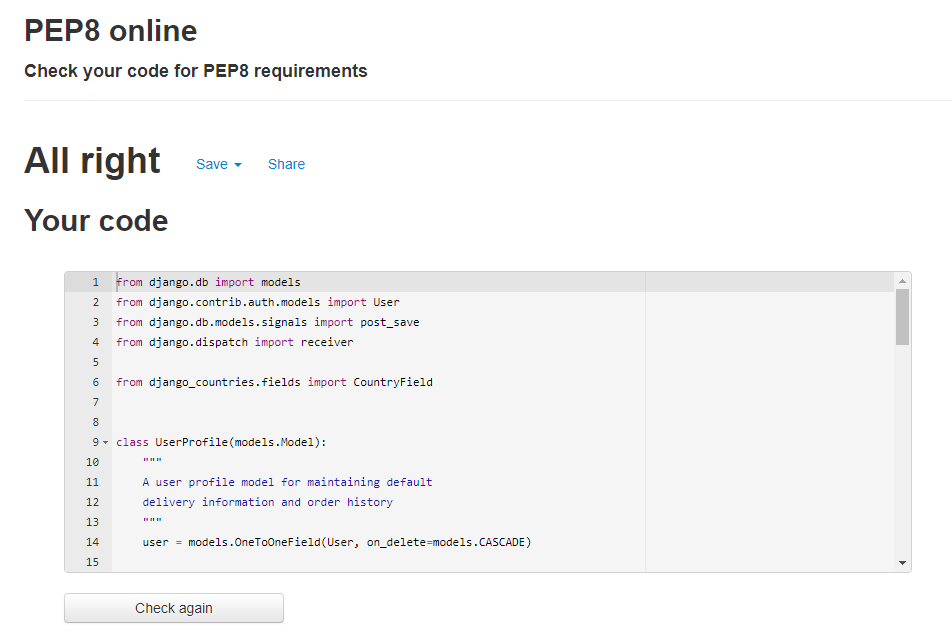 PEP8 online
Check your code for PEP8 requirements
All right Save Share
Your code
1 from django.db import models
2 from django.contrib.auth.models import User
3 from django.db.models.signals import post_save
4 from django.dispatch import receiver
5
6 from django_countries.fields import CountryField
7
8
9 class UserProfile(models.Model):
10     """
11     A user profile model for maintaining default
12     delivery information and order history
13     """
14     user = models.OneToOneField(User, on_delete=models.CASCADE)
15
Check again